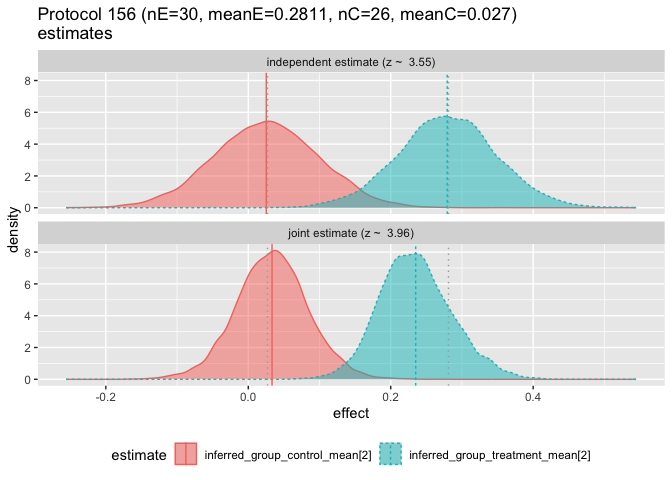 Protocol 156 (nE=30, meanE=0.2811, nC=26, meanC=0.027)
estimates
independent estimate (z ~  3.55)
8
6
4
2
0
joint estimate (z ~  3.96)
8
6
4
2
0
density
-0.2
0.0
0.2
0.4
effect
estimate
inferred_group_control_mean[2]
inferred_group_treatment_mean[2]